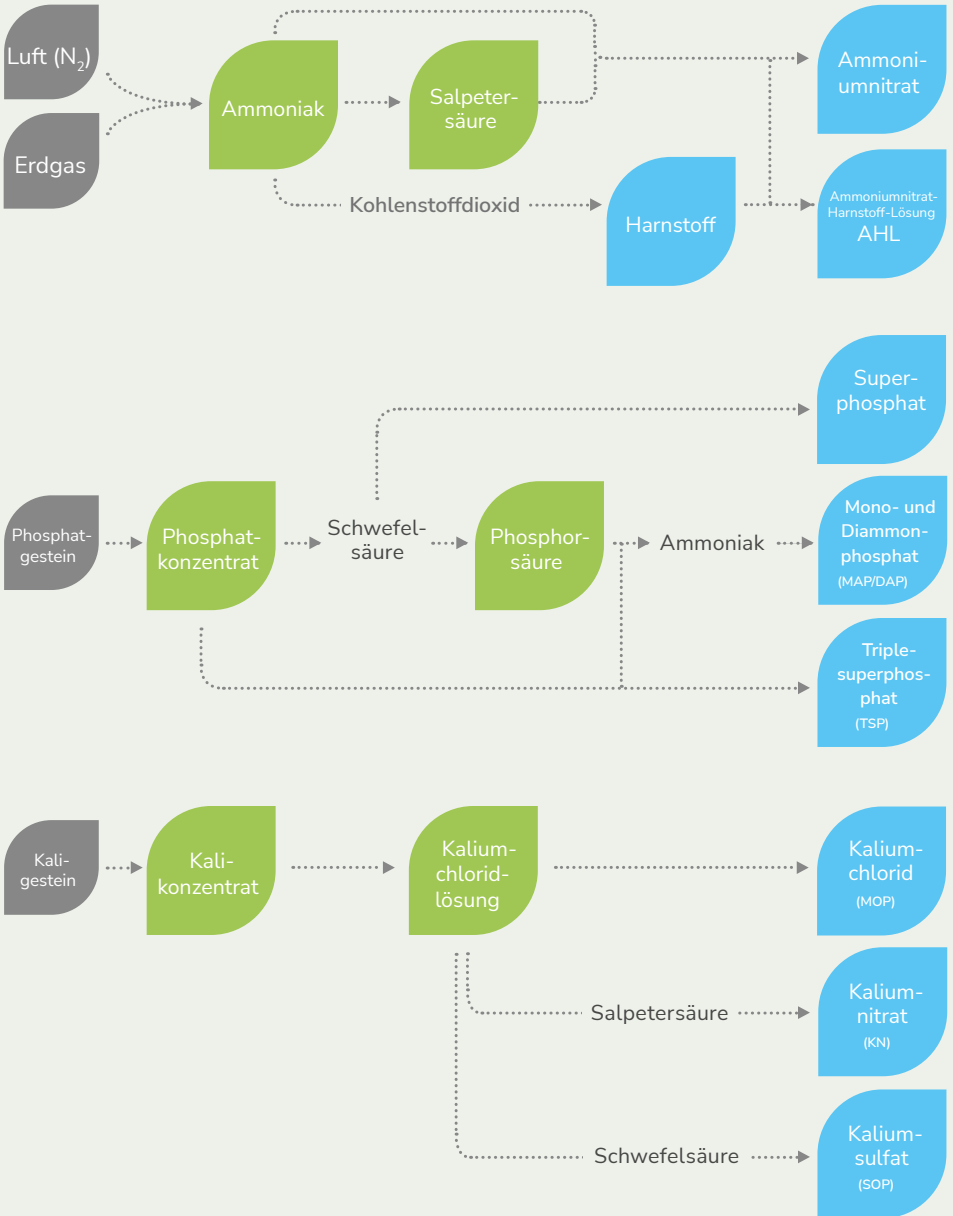 Luft (N₂)
Erdgas
Ammoniak
Salpeter-
säure
Ammoni-
umnitrat
Kohlenstoffdioxid
Harnstoff
Ammoniumnitrat-
Harnstoff-Lösung
AHL
Super-
phosphat
Phosphat-
gestein
Phosphat-
konzentrat
Schwefel-
säure
Phosphor-
säure
Ammoniak
Mono- und
Diammon-
phosphat
(MAP/DAP)
Triple-
superphos-
phat
(TSP)
Kali-
gestein
Kali-
konzentrat
Kalium-
chlorid-
lösung
Kalium-
chlorid
(MOP)
Salpetersäure
Kalium-
nitrat
(KN)
Schwefelsäure
Kalium-
sulfat
(SOP)